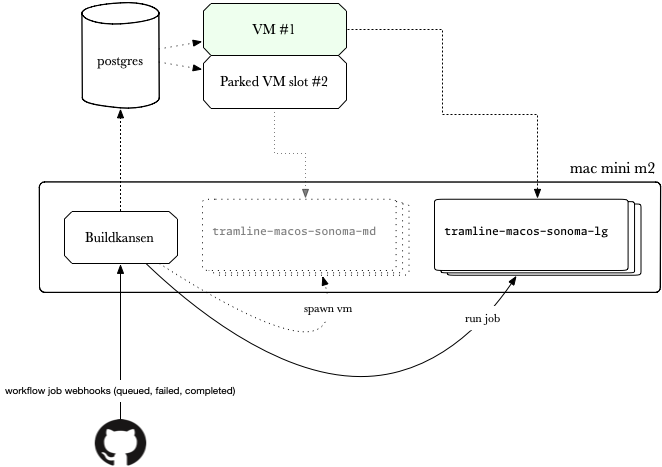 VM #1
postgres
Parked VM slot #2
mac mini m2
Buildkansen
tramline-macos-sonoma-md
tramline-macos-sonoma-lg
spawn vm
run job
workflow job webhooks (queued, failed, completed)